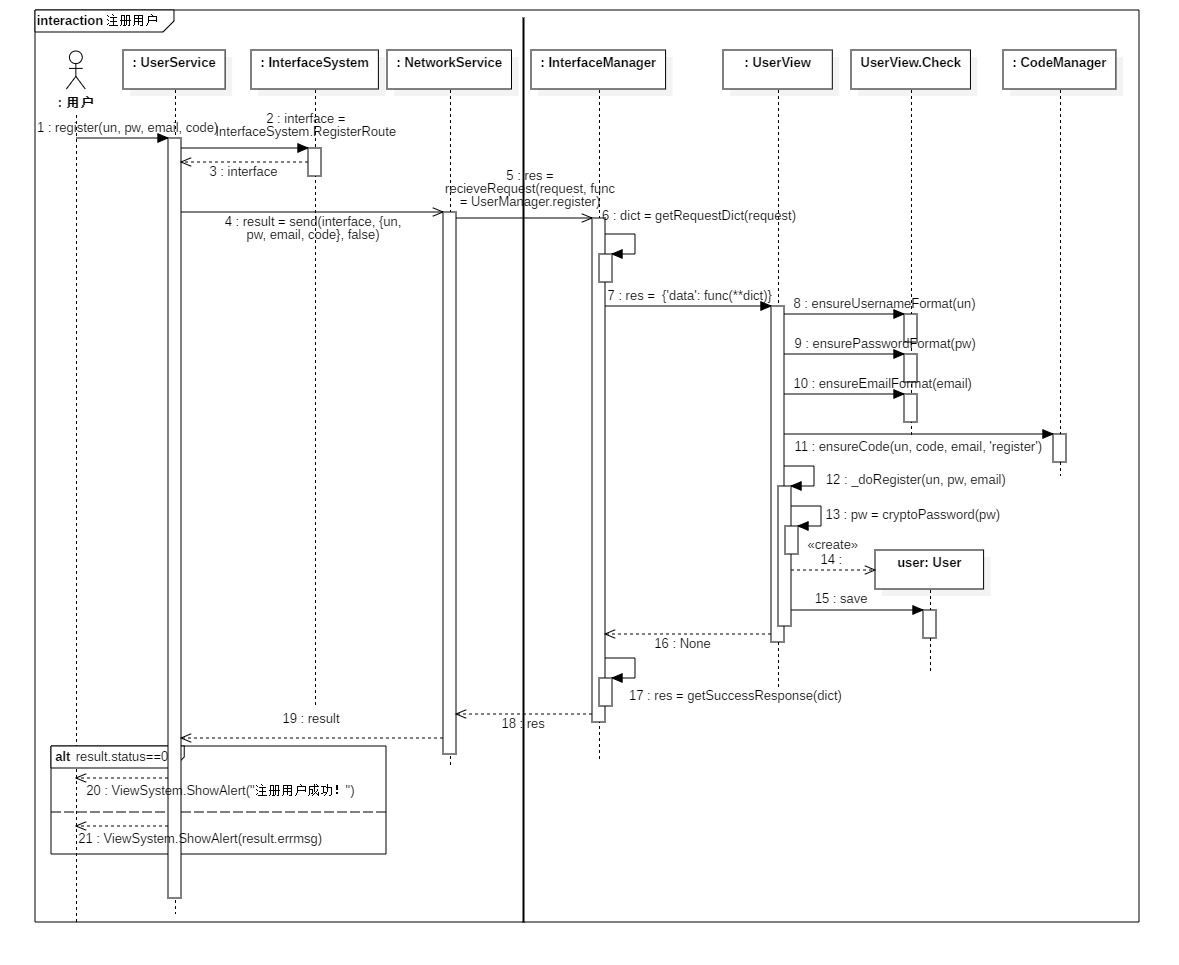 interaction 注册用户
: 用户
: UserService
: InterfaceSystem
: NetworkService
: InterfaceManager
: UserView
UserView.Check
: CodeManager
1 : register(un, pw, email, code)
2 : interface =
InterfaceSystem.RegisterRoute
3 : interface
4 : result = send(interface, {un,
pw, email, code}, false)
5 : res =
recieveRequest(request, func
= UserManager.register)
6 : dict = getRequestDict(request)
7 : res = {'data': func(**dict)}
8 : ensureUsernameFormat(un)
9 : ensurePasswordFormat(pw)
10 : ensureEmailFormat(email)
11 : ensureCode(un, code, email, 'register')
12 : _doRegister(un, pw, email)
13 : pw = cryptoPassword(pw)
«create»
14 :
user: User
15 : save
16 : None
17 : res = getSuccessResponse(dict)
18 : res
19 : result
alt result.status==0
20 : ViewSystem.ShowAlert("注册用户成功！")
21 : ViewSystem.ShowAlert(result.errmsg)